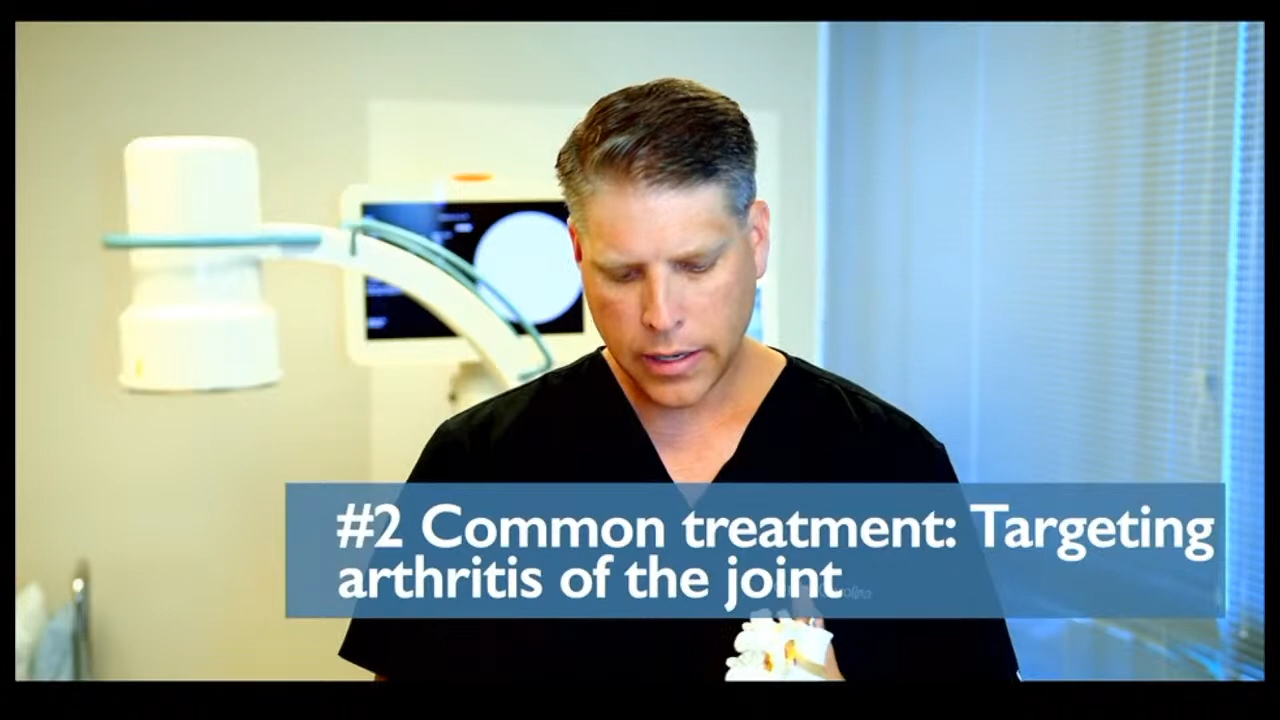 #2 Common treatment: Targeting
arthritis of the joint